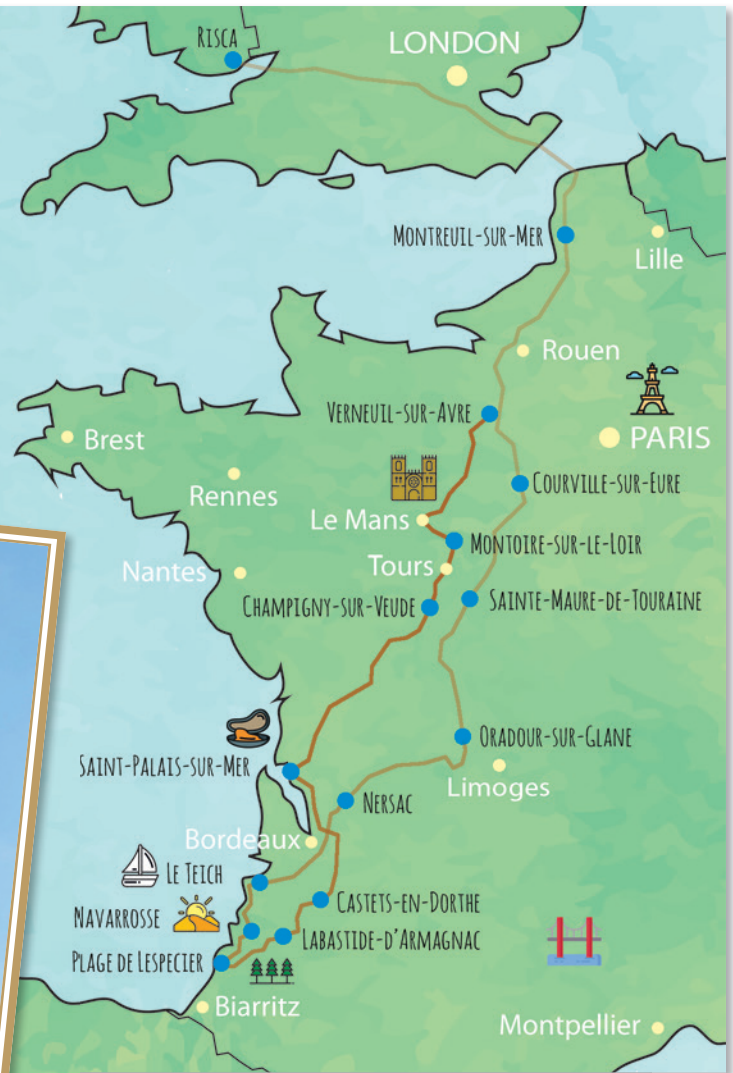 RISCA
LONDON
MONTREUIL-SUR-MER
Lille
Rouen
VERNEUIL-SUR-AVRE
Brest
PARIS
Rennes
COURVILLE-SUR-EURE
Le Mans
MONTOIRE-SUR-LE-LOIR
Tours
Nantes
CHAMPIGNY-SUR-VEUDE
SAINTE-MAURE-DE-TOURAINE
ORADOUR-SUR-GLANE
SAINT-PALAIS-SUR-MER
Limoges
NERSAC
Bordeaux
LE TEICH
CASTETS-EN-DORTHE
NAVARROSSE
LABASTIDE-D'ARMAGNAC
PLAGE DE LESPECIER
Biarritz
Montpellier